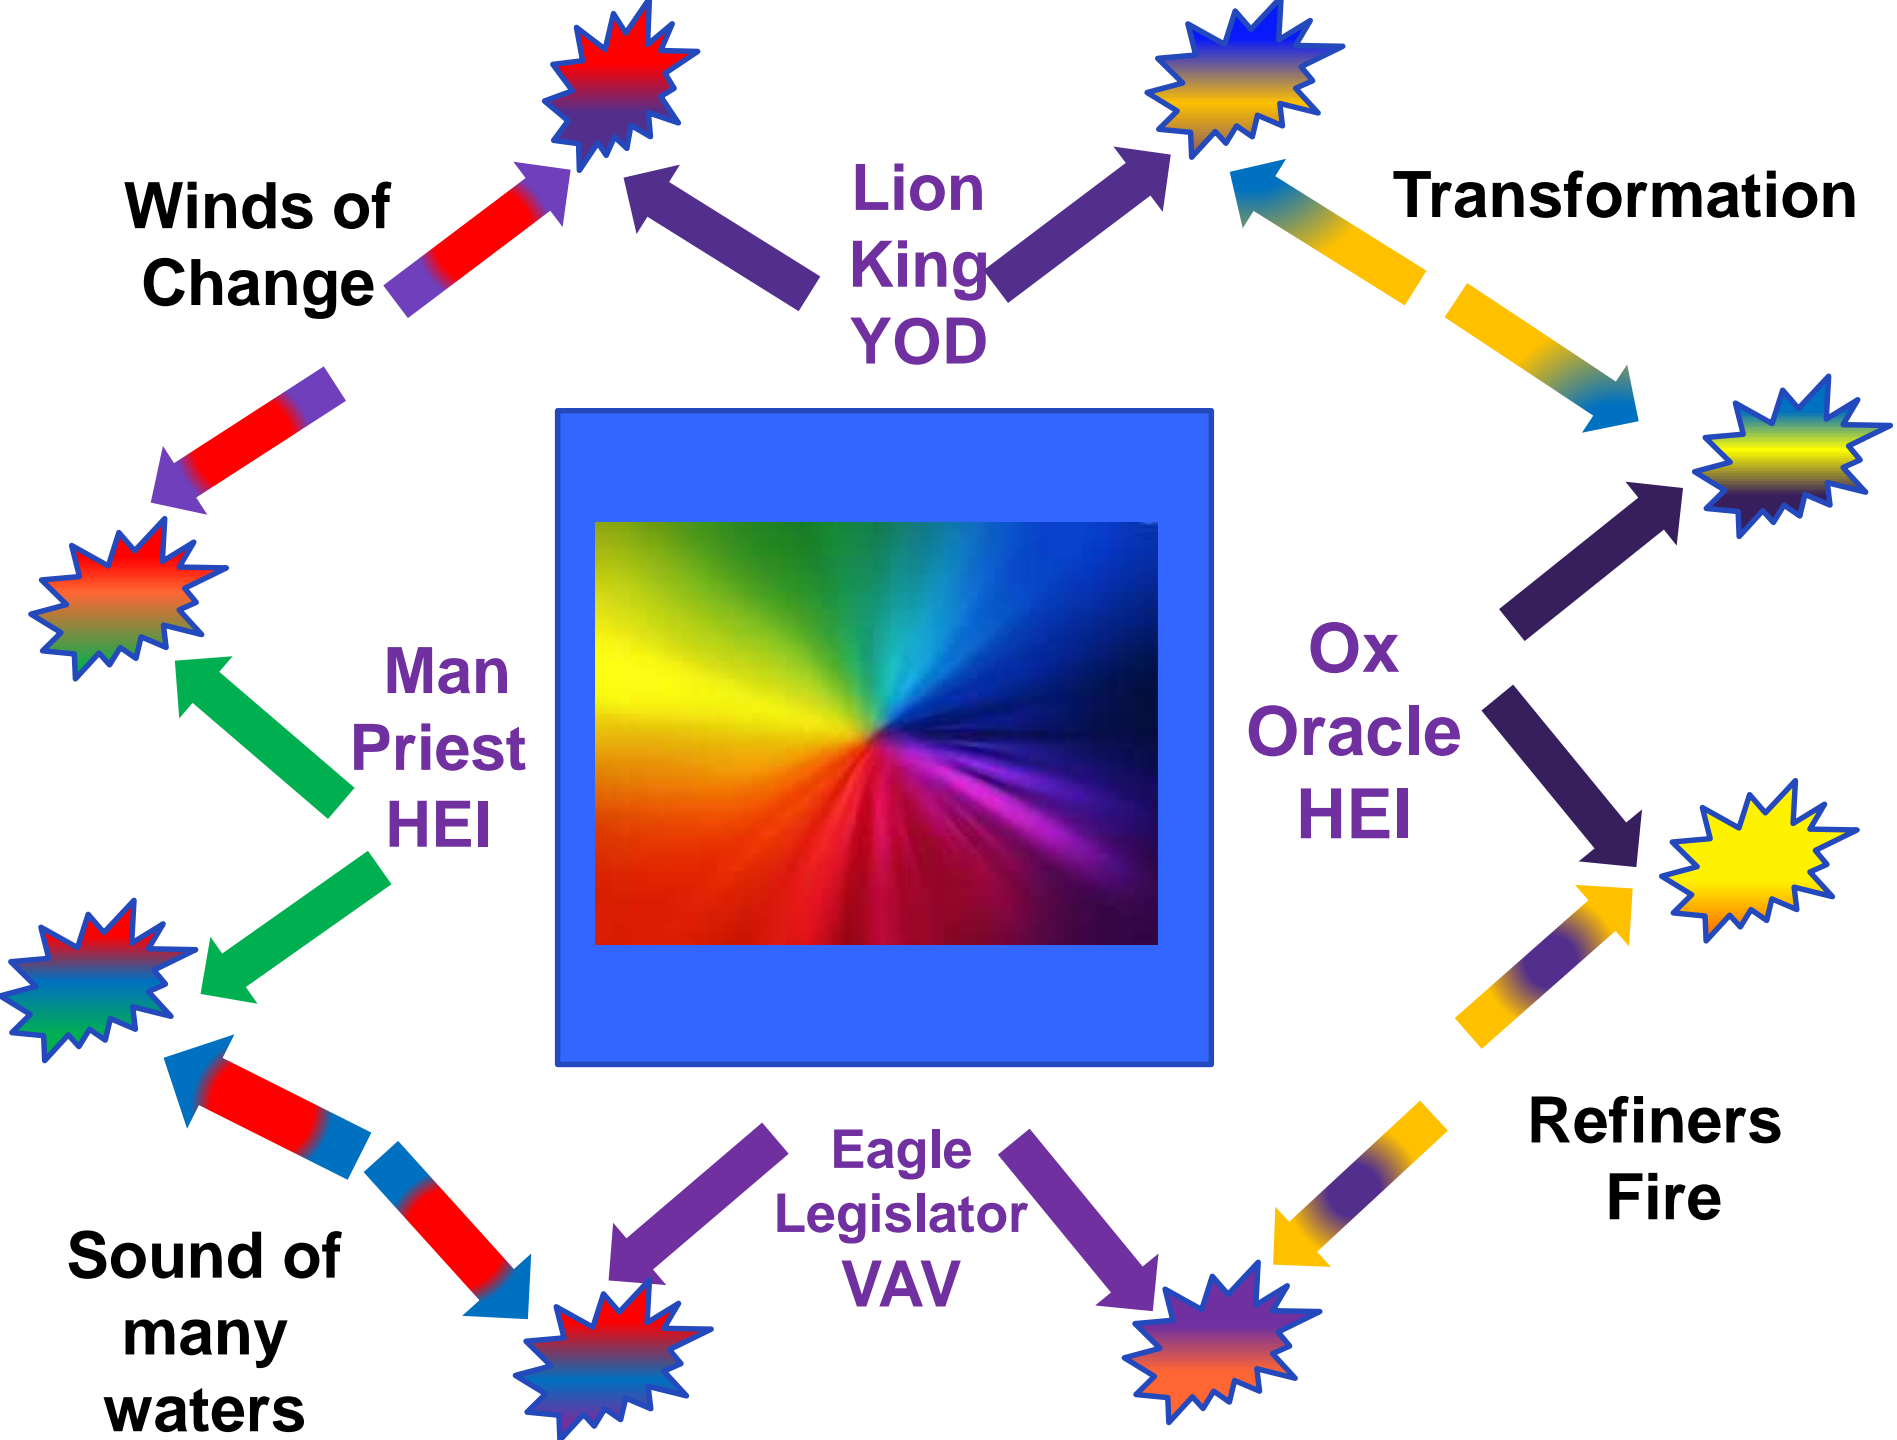 Winds of
Change
Lion
King
YOD
Transformation
Man
Priest
HEI
Ox
Oracle
HEI
Eagle
Legislator
VAV
Refiners
Fire
Sound of
many
waters